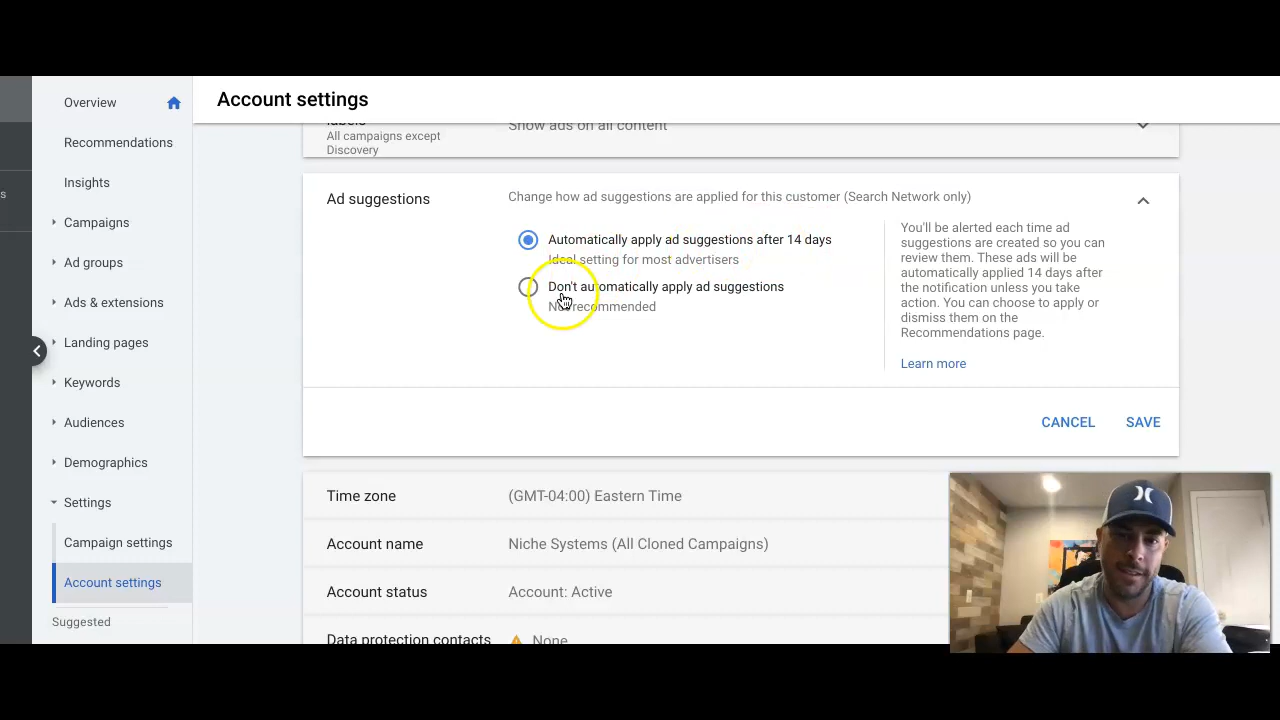 Overview
Account settings
Recommendations
labels
Show ads on all content
All campaigns except
Discovery
Insights
s
Ad suggestions
Change how ad suggestions are applied for this customer (Search Network only)
Campaigns
Automatically apply ad suggestions after 14 days
Ideal setting for most advertisers
Don't automatically apply ad suggestions
Not recommended
You'll be alerted each time ad
suggestions are created so you can
review them. These ads will be
automatically applied 14 days after
the notification unless you take
action. You can choose to apply or
dismiss them on the
Recommendations page.
Learn more
Ad groups
Ads & extensions
Landing pages
Keywords
Audiences
CANCEL SAVE
Demographics
Settings
Time zone
(GMT-04:00) Eastern Time
Campaign settings
Account name
Niche Systems (All Cloned Campaigns)
Account settings
Account status
Account: Active
Suggested
Data protection contacts
None